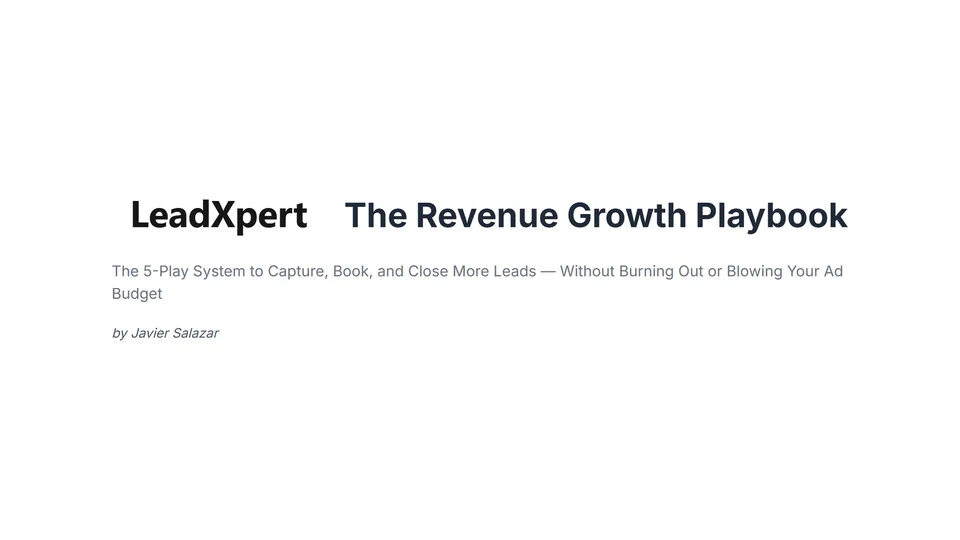 LeadXpert The Revenue Growth Playbook
The 5-Play System to Capture, Book, and Close More Leads — Without Burning Out or Blowing Your Ad
Budget
by Javier Salazar